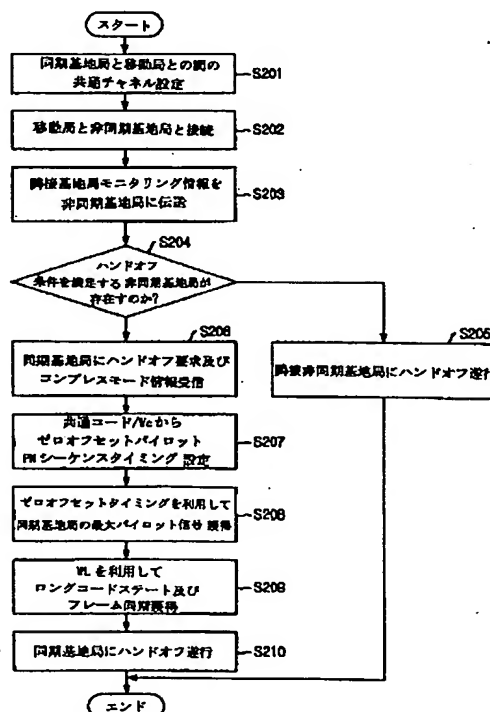 スタート
同期基地局と移動局との間の
共通チャネル設定
S201
移動局と非同期基地局と接続
S202
隣接基地局モニタリング情報を
非同期基地局に伝送
S203
S204
ハンドオフ
条件を満足する非同期基地局が
存在すのか?
S206
同期基地局にハンドオフ要求及び
コンプレスモード情報受信
S205
隣接非同期基地局にハンドオフ遂行
共通コード/Vcから
ゼロオフセットパイロット
PNシーケンスタイミング 設定
S207
ゼロオフセットタイミングを利用して
同期基地局の最大パイロット信号 獲得
S208
を利用して
ロングコードステート及び
フレーム同期獲得
S209
同期基地局にハンドオフ遂行
S210
エンド